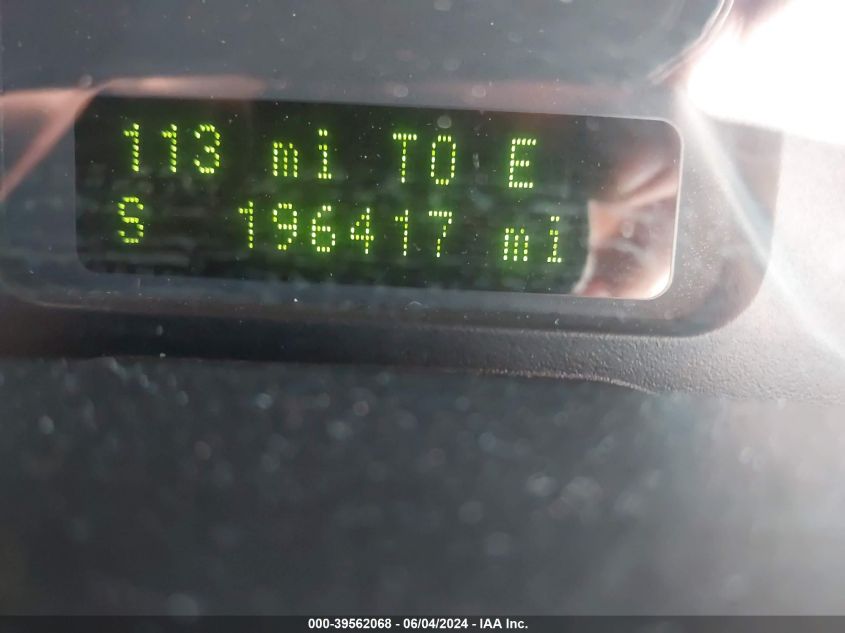 113 mi TO E
S 196417 mi
000-39562068 - 06/04/2024 - IAA Inc.